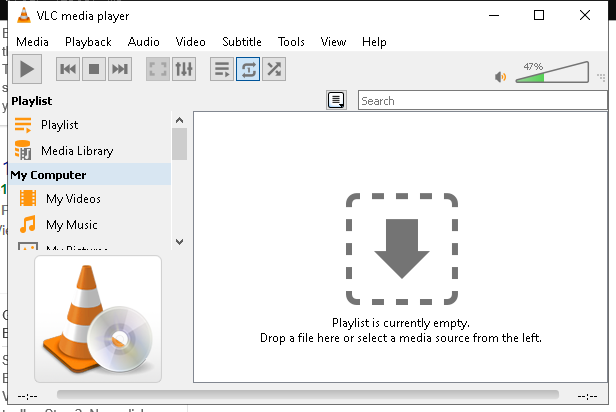 VLC media player
Media Playback Audio Video Subtitle Tools View Help
47%
Playlist
Search
Playlist
Media Library
My Computer
My Videos
My Music
My Pictures
Playlist is currently empty.
Drop a file here or select a media source from the left.
--:-- --:--